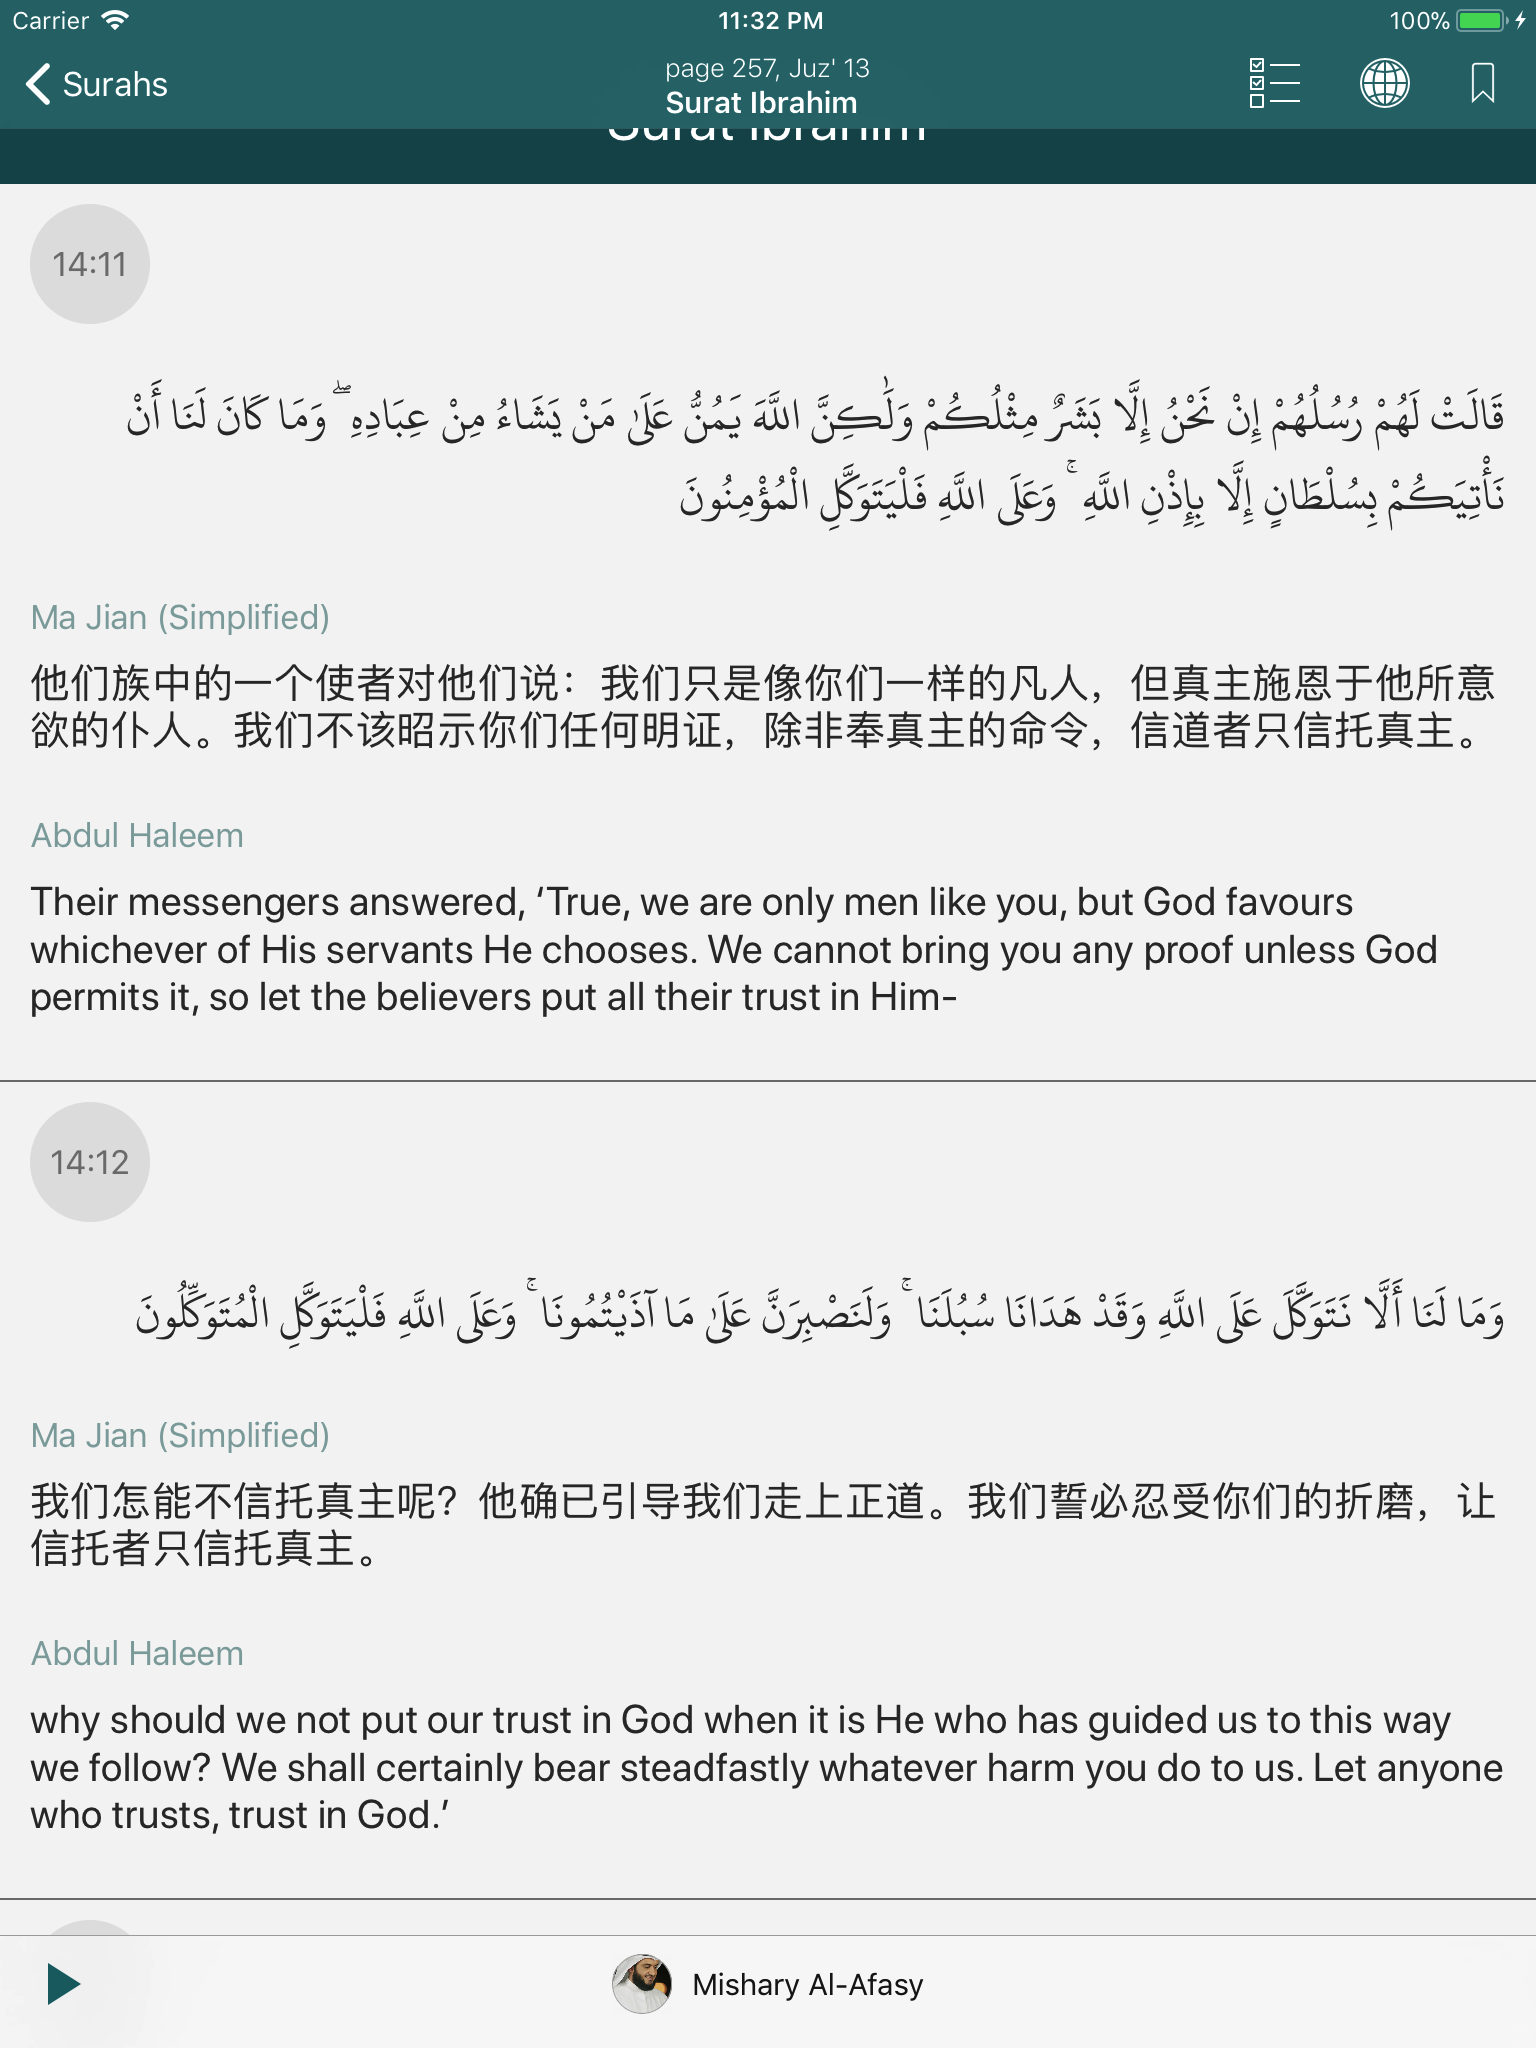 Carrier
11:32 PM
100%
Surahs
page 257, Juz' 13
Surat Ibrahim
Surat Ibrahim
14:11
قَالَتْ لَهُمْ رُسُلُهُمْ إِنْ نَحْنُ إِلَّا بَشَرٌ مِثْلُكُمْ وَلَٰكِنَّ اللَّهَ يَمُنُّ عَلَىٰ مَنْ يَشَاءُ مِنْ عِبَادِهِ ۖ وَمَا كَانَ لَنَا أَنْ
نَأْتِيَكُمْ بِسُلْطَانٍ إِلَّا بِإِذْنِ اللَّهِ ۚ وَعَلَى اللَّهِ فَلْيَتَوَكَّلِ الْمُؤْمِنُونَ
Ma Jian (Simplified)
他们族中的一个使者对他们说：我们只是像你们一样的凡人，但真主施恩于他所意
欲的仆人。我们不该昭示你们任何明证，除非奉真主的命令，信道者只信托真主。
Abdul Haleem
Their messengers answered, ‘True, we are only men like you, but God favours
whichever of His servants He chooses. We cannot bring you any proof unless God
permits it, so let the believers put all their trust in Him-
14:12
وَمَا لَنَا أَلَّا نَتَوَكَّلَ عَلَى اللَّهِ وَقَدْ هَدَانَا سُبُلَنَا ۚ وَلَنَصْبِرَنَّ عَلَىٰ مَا آذَيْتُمُونَا ۚ وَعَلَى اللَّهِ فَلْيَتَوَكَّلِ الْمُتَوَكِّلُونَ
Ma Jian (Simplified)
我们怎能不信托真主呢？他确已引导我们走上正道。我们誓必忍受你们的折磨，让
信托者只信托真主。
Abdul Haleem
why should we not put our trust in God when it is He who has guided us to this way
we follow? We shall certainly bear steadfastly whatever harm you do to us. Let anyone
who trusts, trust in God.’
Mishary Al-Afasy